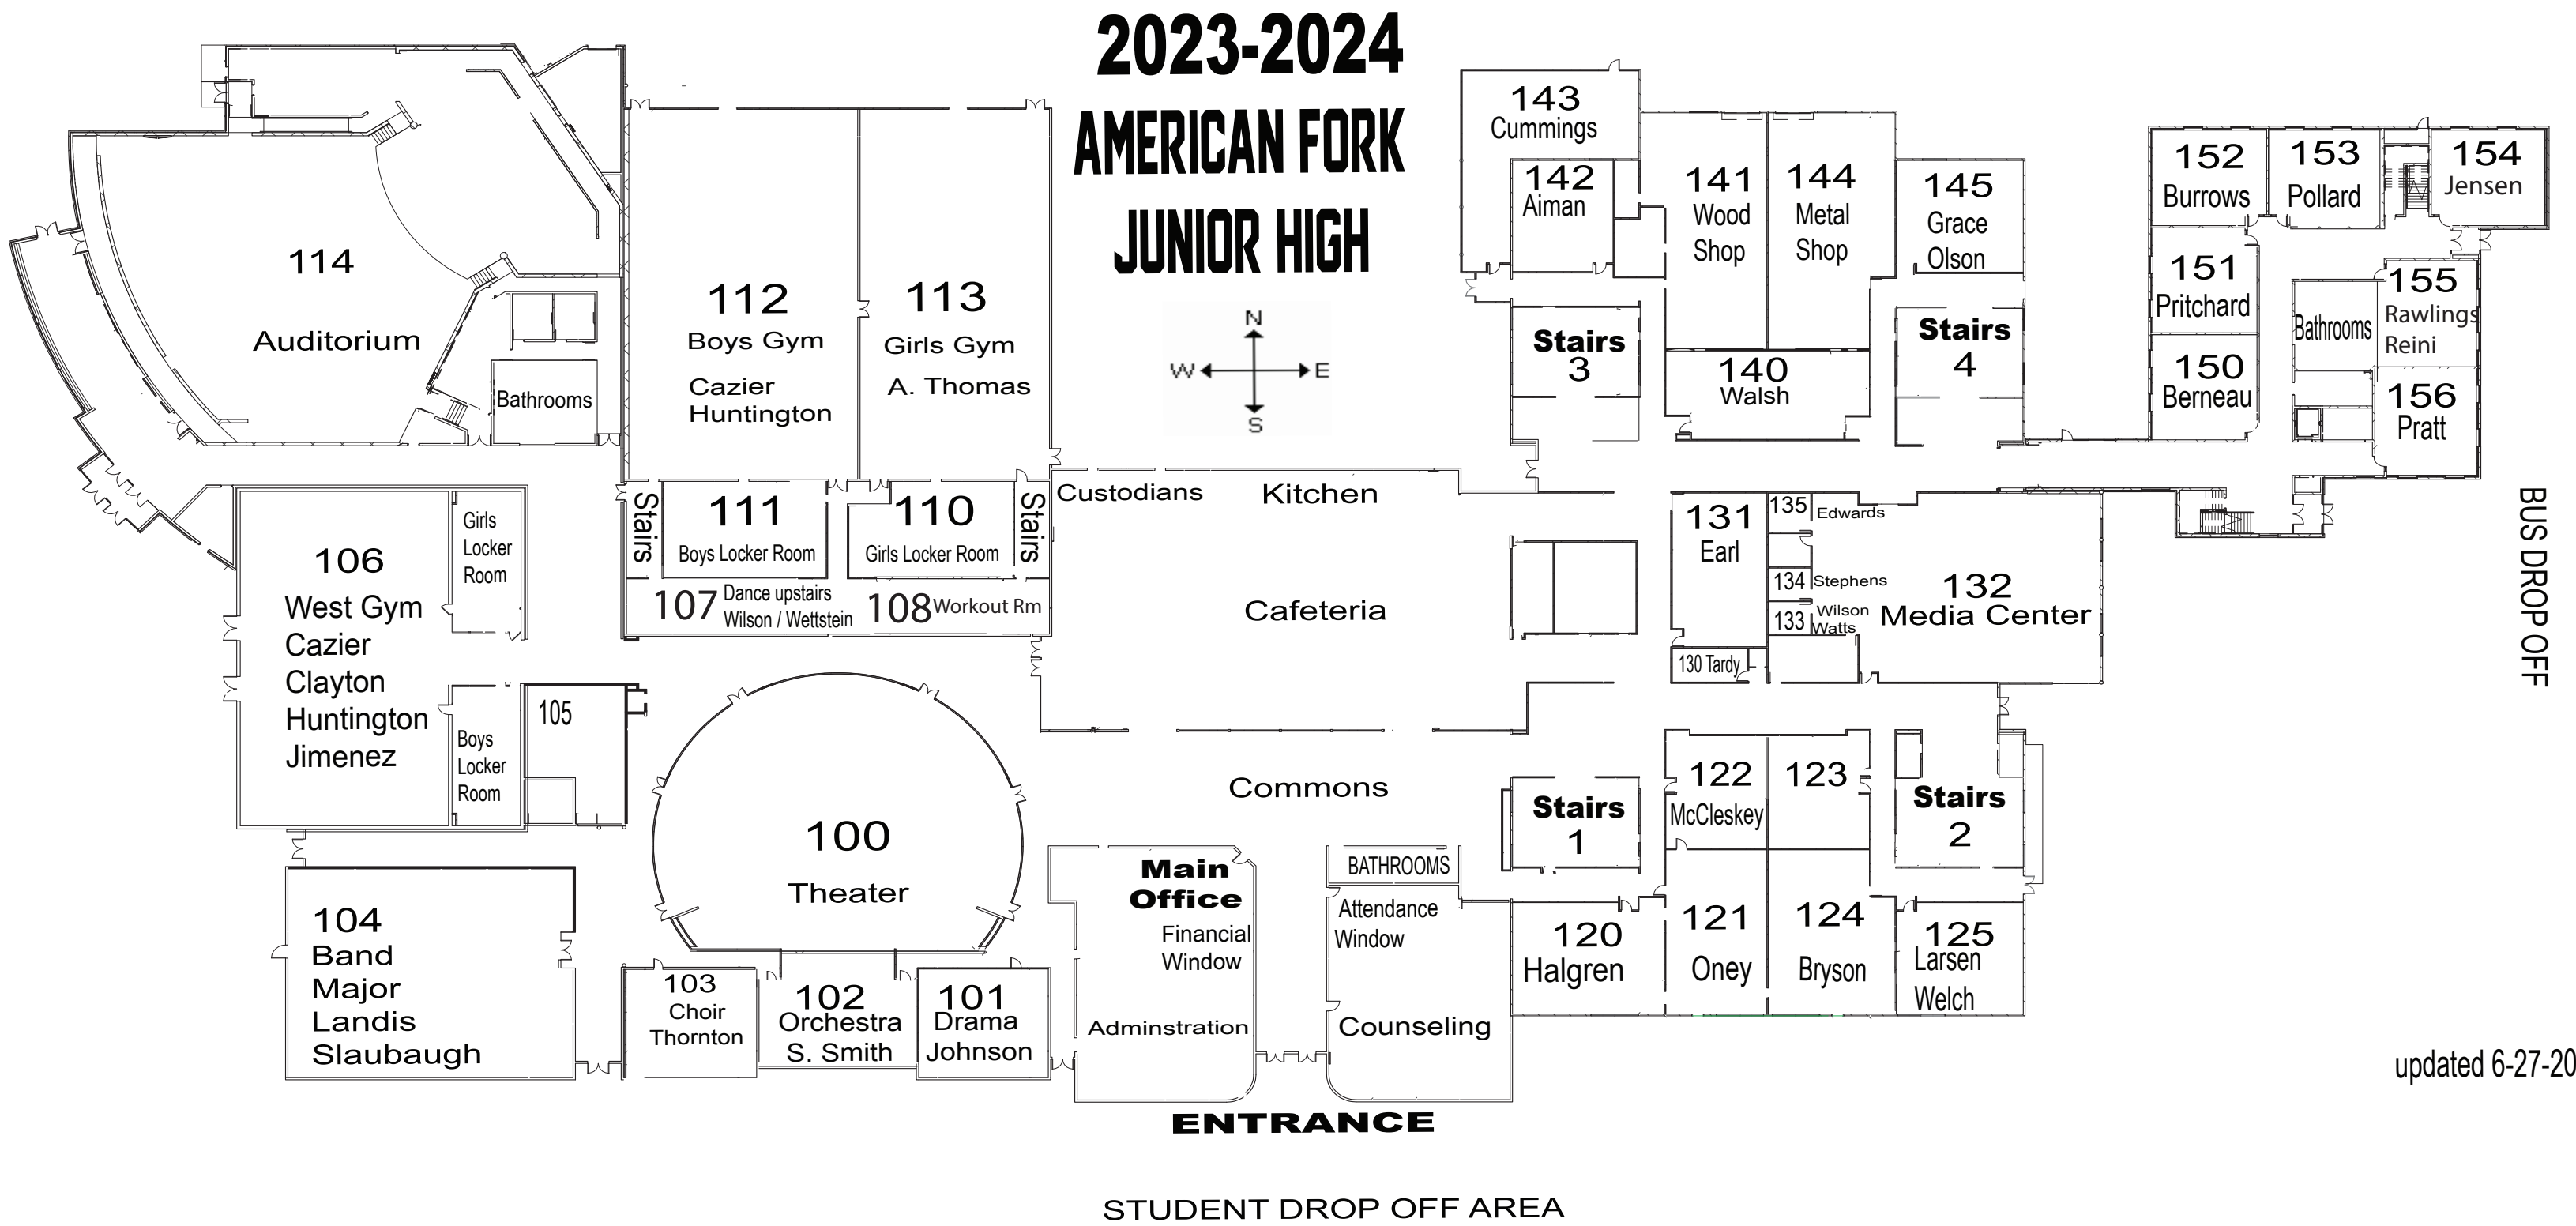 2023-2024
AMERICAN FORK
JUNIOR HIGH
N
W
E
S
114
Auditorium
Bathrooms
112
Boys Gym
Cazier
Huntington
113
Girls Gym
A. Thomas
143
Cummings
142
Aiman
141
Wood
Shop
144
Metal
Shop
145
Grace
Olson
Stairs
3
140
Walsh
Stairs
4
152
Burrows
153
Pollard
154
Jensen
151
Pritchard
150
Berneau
Bathrooms
155
Rawlings
Reini
156
Pratt
BUS DROP OFF
106
West Gym
Cazier
Clayton
Huntington
Jimenez
Girls
Locker
Room
Boys
Locker
Room
105
Stairs
111
Boys Locker Room
110
Girls Locker Room
Stairs
107
Dance upstairs
Wilson / Wettstein
108
Workout Rm
Custodians
Kitchen
Cafeteria
131
Earl
135
Edwards
134
Stephens
133
Wilson
Watts
132
Media Center
130 Tardy
Commons
100
Theater
Stairs
1
122
McCleskey
123
Stairs
2
104
Band
Major
Landis
Slaubaugh
103
Choir
Thornton
102
Orchestra
S. Smith
101
Drama
Johnson
Main
Office
Financial
Window
Adminstration
BATHROOMS
Attendance
Window
Counseling
120
Halgren
121
Oney
124
Bryson
125
Larsen
Welch
updated 6-27-20
ENTRANCE
STUDENT DROP OFF AREA